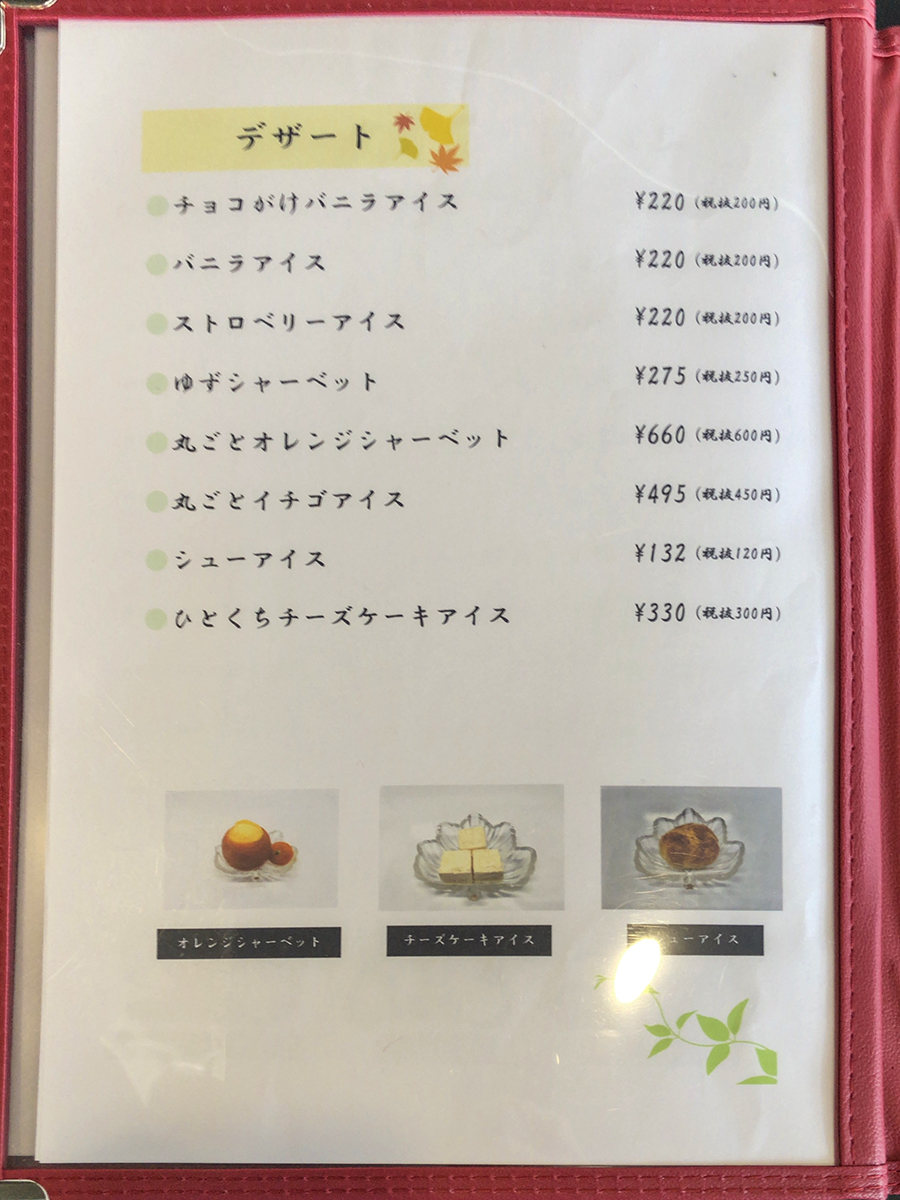 デザート
チョコがけバニラアイス ¥220（税抜200円）
バニラアイス ¥220（税抜200円）
ストロベリーアイス ¥220（税抜200円）
ゆずシャーベット ¥275（税抜250円）
丸ごとオレンジシャーベット ¥660（税抜600円）
丸ごとイチゴアイス ¥495（税抜450円）
シューアイス ¥132（税抜120円）
ひとくちチーズケーキアイス ¥330（税抜300円）
オレンジシャーベット
チーズケーキアイス
ューアイス